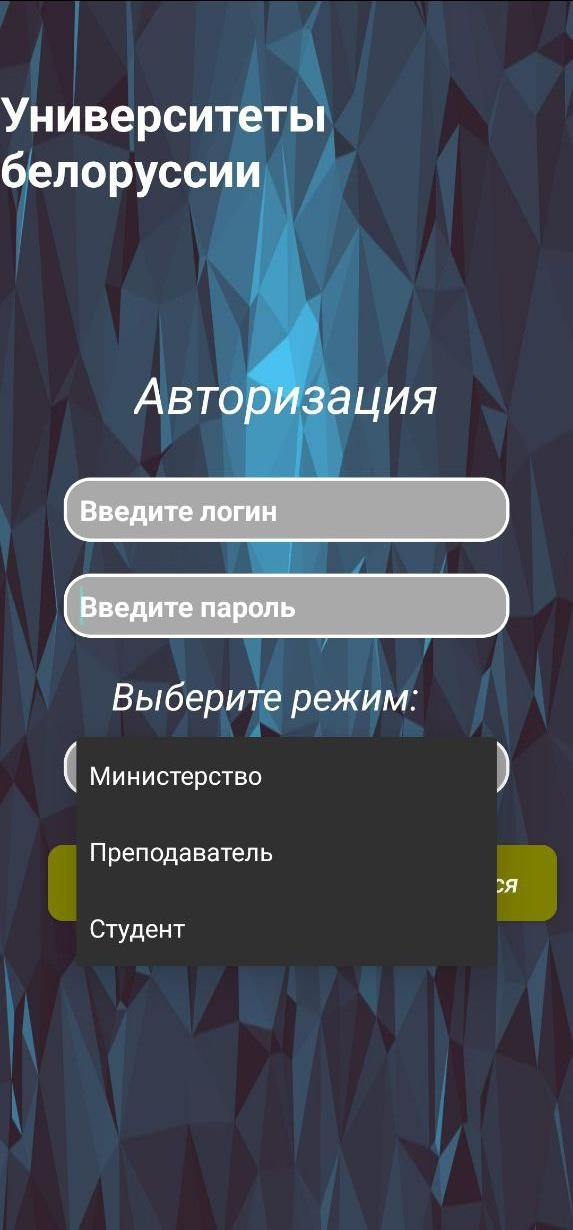 Университеты
белоруссии
Авторизация
Введите логин
Введите пароль
Выберите режим:
Министерство
Преподаватель
Студент